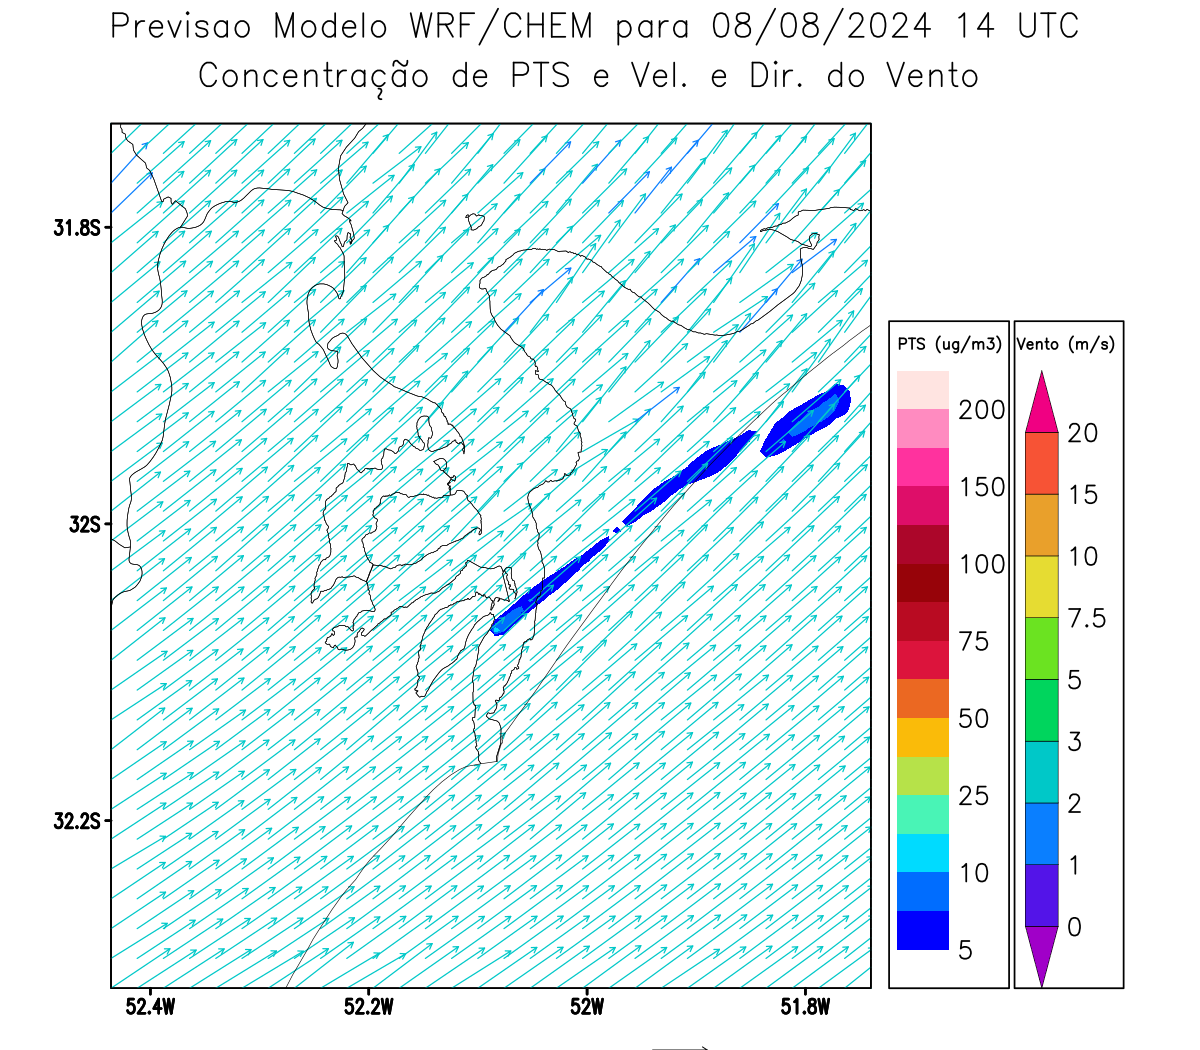 Previsao Modelo WRF/CHEM para 08/08/2024 14 UTC
Concentração de PTS e Vel. e Dir. do Vento
31.8S
32S
32.2S
52.4W
52.2W
52W
51.8W
PTS (ug/m3)
200
150
100
75
50
25
10
5
Vento (m/s)
20
15
10
7.5
5
3
2
1
0